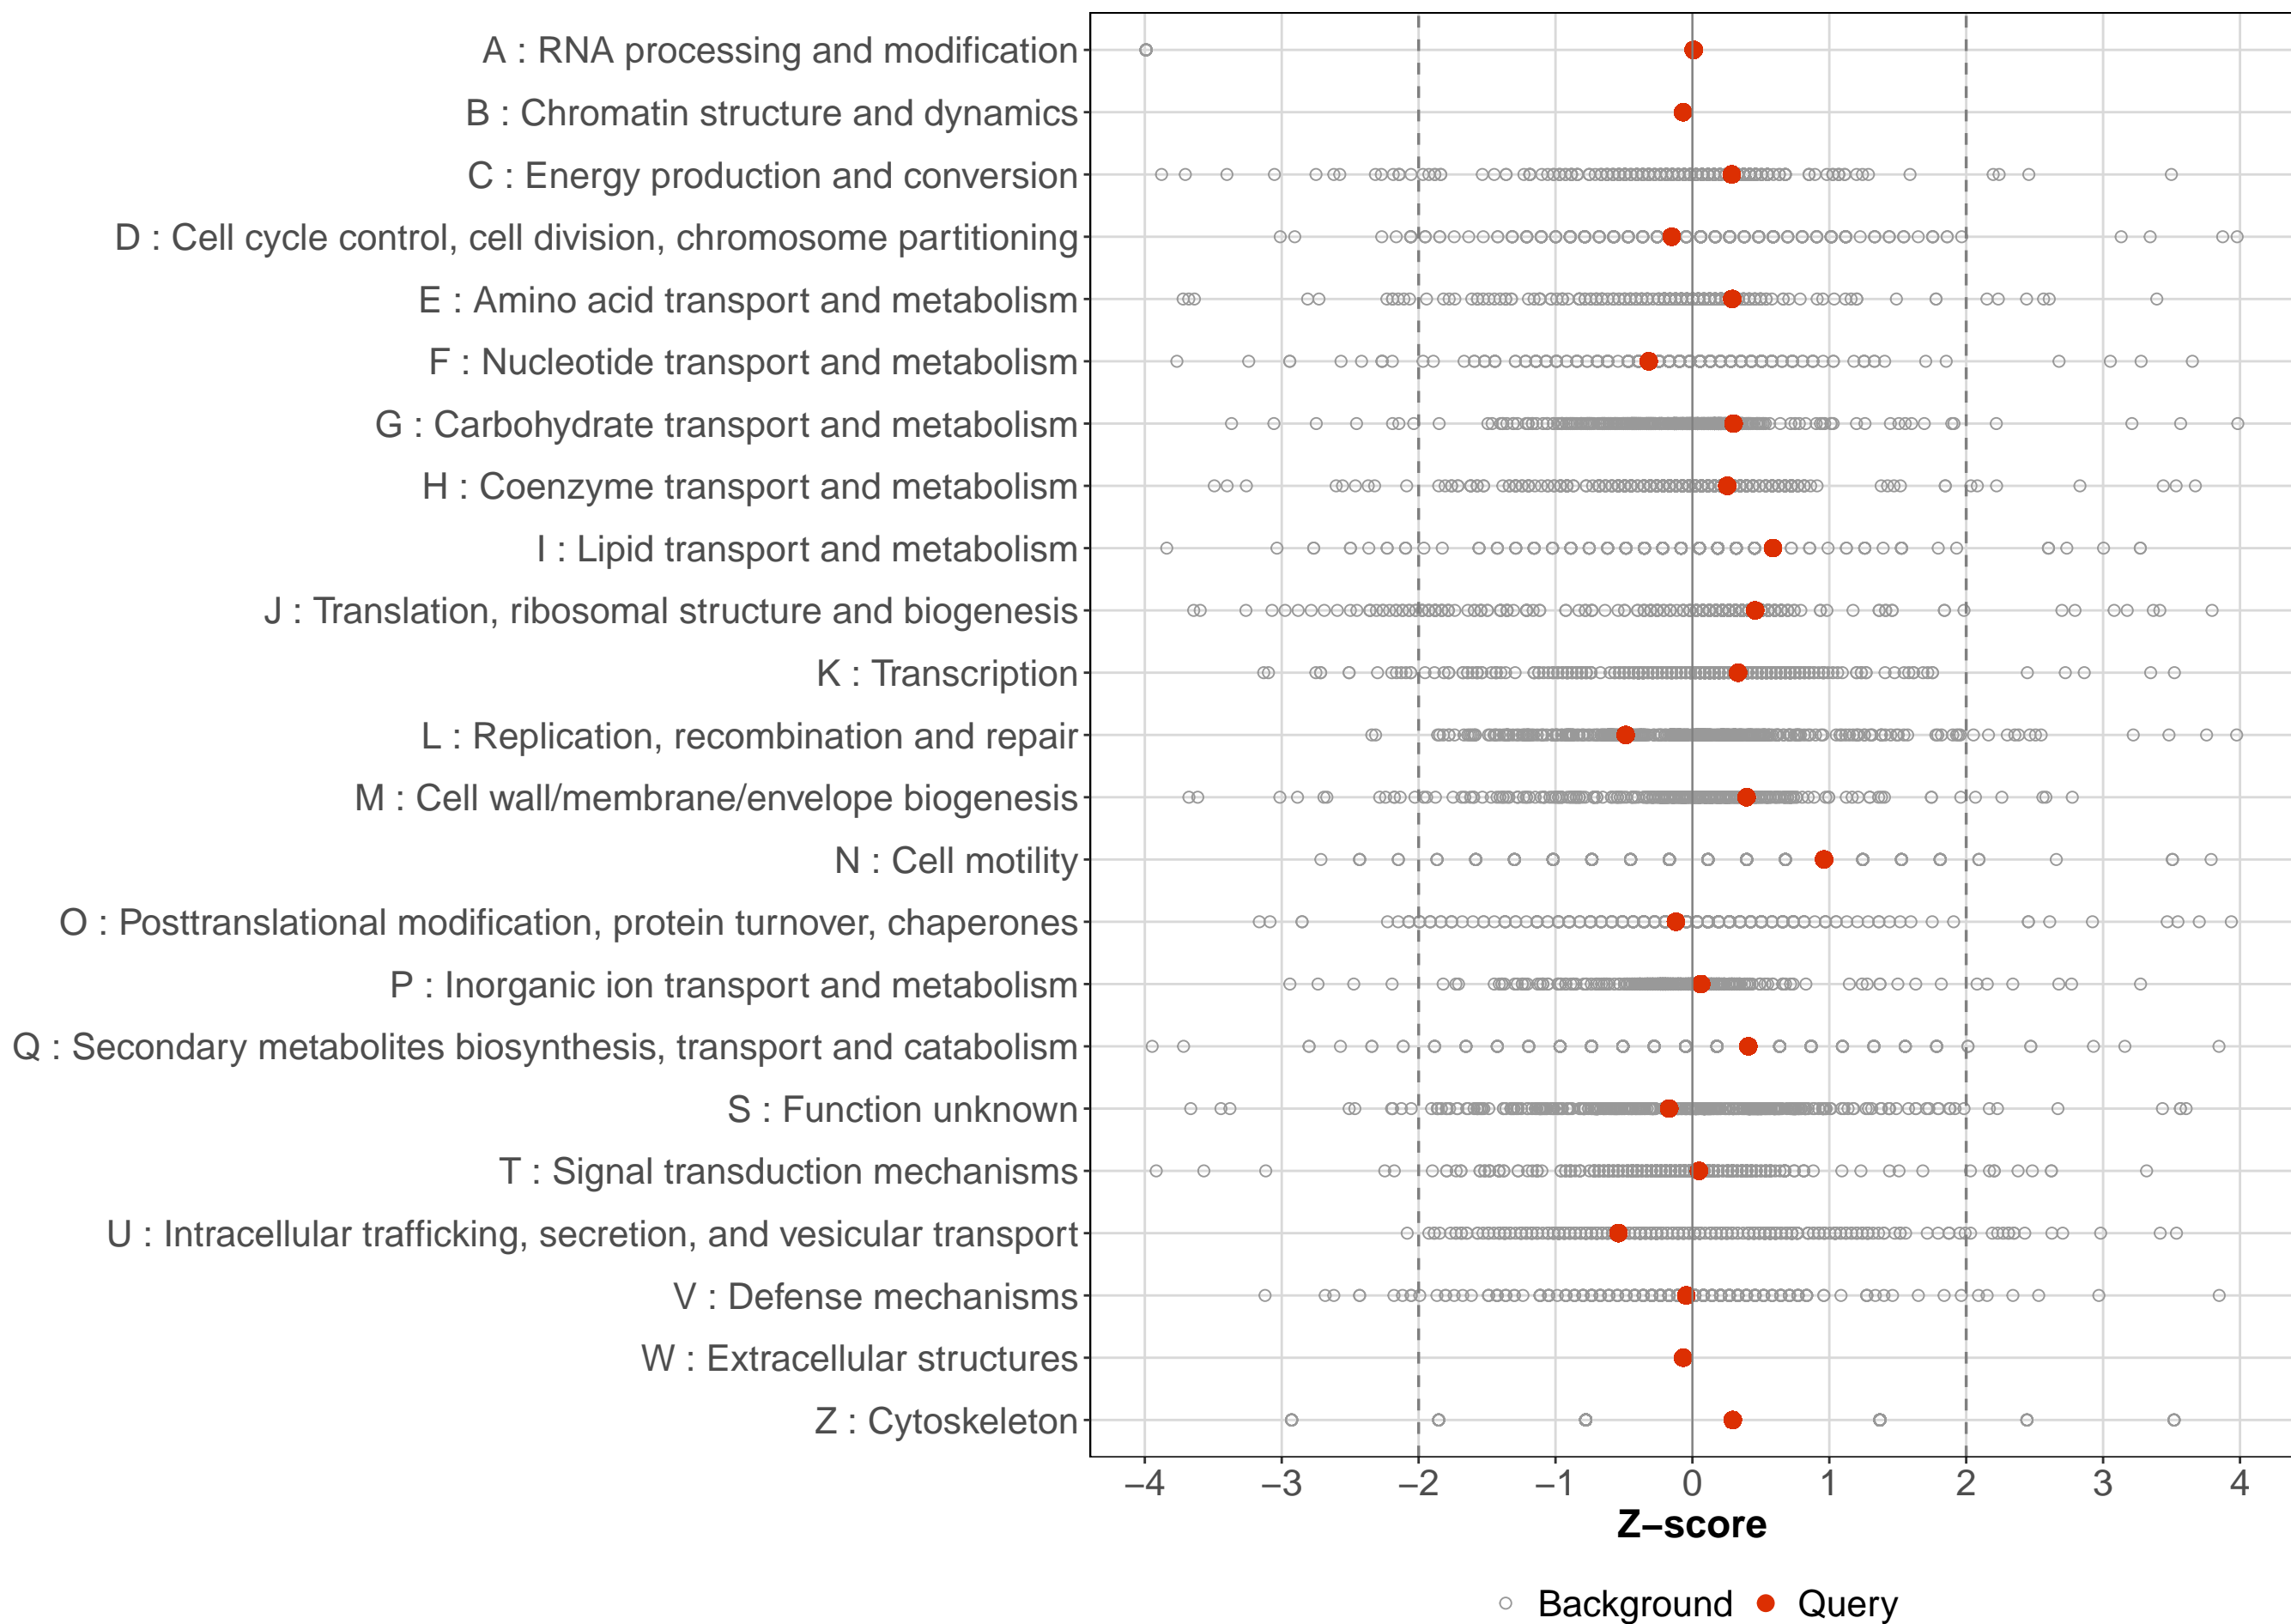 A : RNA processing and modification
B : Chromatin structure and dynamics
C : Energy production and conversion
D : Cell cycle control, cell division, chromosome partitioning
E : Amino acid transport and metabolism
F : Nucleotide transport and metabolism
G : Carbohydrate transport and metabolism
H : Coenzyme transport and metabolism
I : Lipid transport and metabolism
J : Translation, ribosomal structure and biogenesis
K : Transcription
L : Replication, recombination and repair
M : Cell wall/membrane/envelope biogenesis
N : Cell motility
O : Posttranslational modification, protein turnover, chaperones
P : Inorganic ion transport and metabolism
Q : Secondary metabolites biosynthesis, transport and catabolism
S : Function unknown
T : Signal transduction mechanisms
U : Intracellular trafficking, secretion, and vesicular transport
V : Defense mechanisms
W : Extracellular structures
Z : Cytoskeleton
−4 −3 −2 −1 0 1 2 3 4
Z−score
Background Query